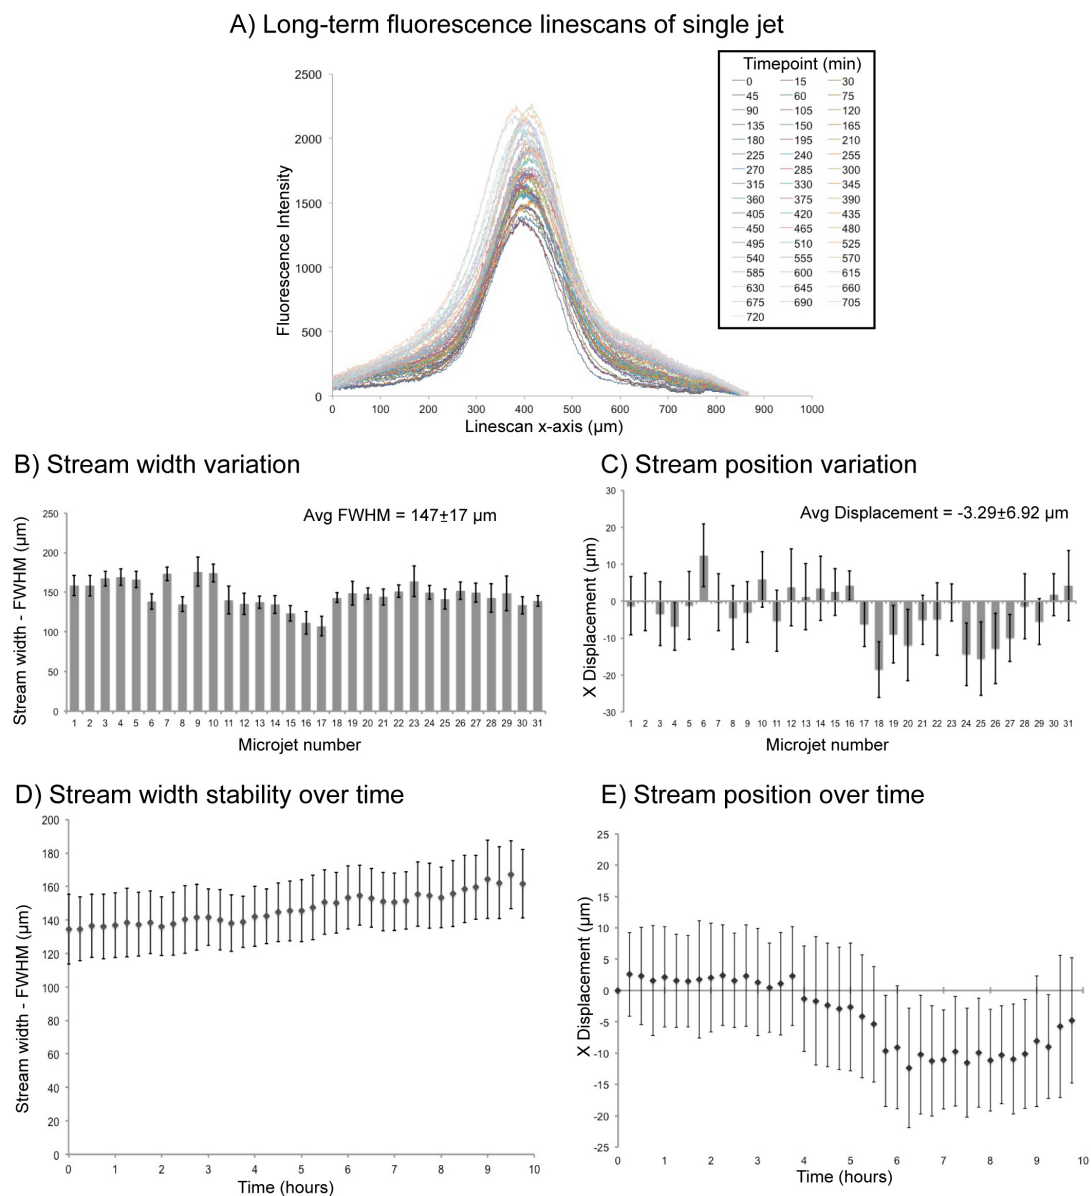 A) Long-term fluorescence linescans of single jet
Timepoint (min)
0 15 30
45 60 75
90 105 120
135 150 165
180 195 210
225 240 255
270 285 300
315 330 345
360 375 390
405 420 435
450 465 480
495 510 525
540 555 570
585 600 615
630 645 660
675 690 705
720
Fluorescence Intensity
2500
2000
1500
1000
500
0
0 100 200 300 400 500 600 700 800 900 1000
Linescan x-axis (µm)
B) Stream width variation
Avg FWHM = 147±17 µm
Stream width - FWHM (µm)
250
200
150
100
50
0
1 2 3 4 5 6 7 8 9 10 11 12 13 14 15 16 17 18 19 20 21 22 23 24 25 26 27 28 29 30 31
Microjet number
C) Stream position variation
Avg Displacement = -3.29±6.92 µm
X Displacement (µm)
30
20
10
0
-10
-20
-30
1 2 3 4 5 6 7 8 9 10 11 12 13 14 15 16 17 18 19 20 21 22 23 24 25 26 27 28 29 30 31
Microjet number
D) Stream width stability over time
Stream width - FWHM (µm)
200
180
160
140
120
100
80
60
40
20
0
0 1 2 3 4 5 6 7 8 9 10
Time (hours)
E) Stream position over time
X Displacement (µm)
25
20
15
10
5
0
-5
-10
-15
-20
-25
0 1 2 3 4 5 6 7 8 9 10
Time (hours)